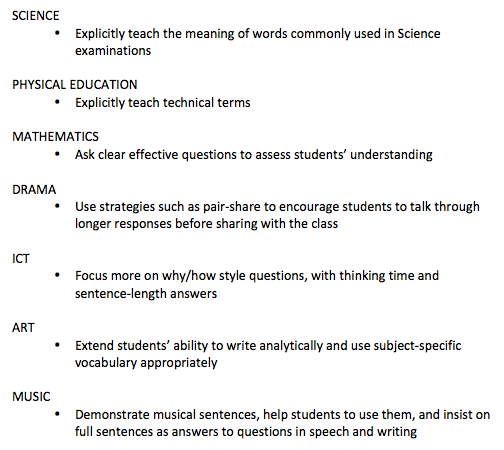 SCIENCE
• Explicitly teach the meaning of words commonly used in Science
examinations
PHYSICAL EDUCATION
• Explicitly teach technical terms
MATHEMATICS
• Ask clear effective questions to assess students’ understanding
DRAMA
• Use strategies such as pair-share to encourage students to talk through
longer responses before sharing with the class
ICT
• Focus more on why/how style questions, with thinking time and
sentence-length answers
ART
• Extend students’ ability to write analytically and use subject-specific
vocabulary appropriately
MUSIC
• Demonstrate musical sentences, help students to use them, and insist on
full sentences as answers to questions in speech and writing